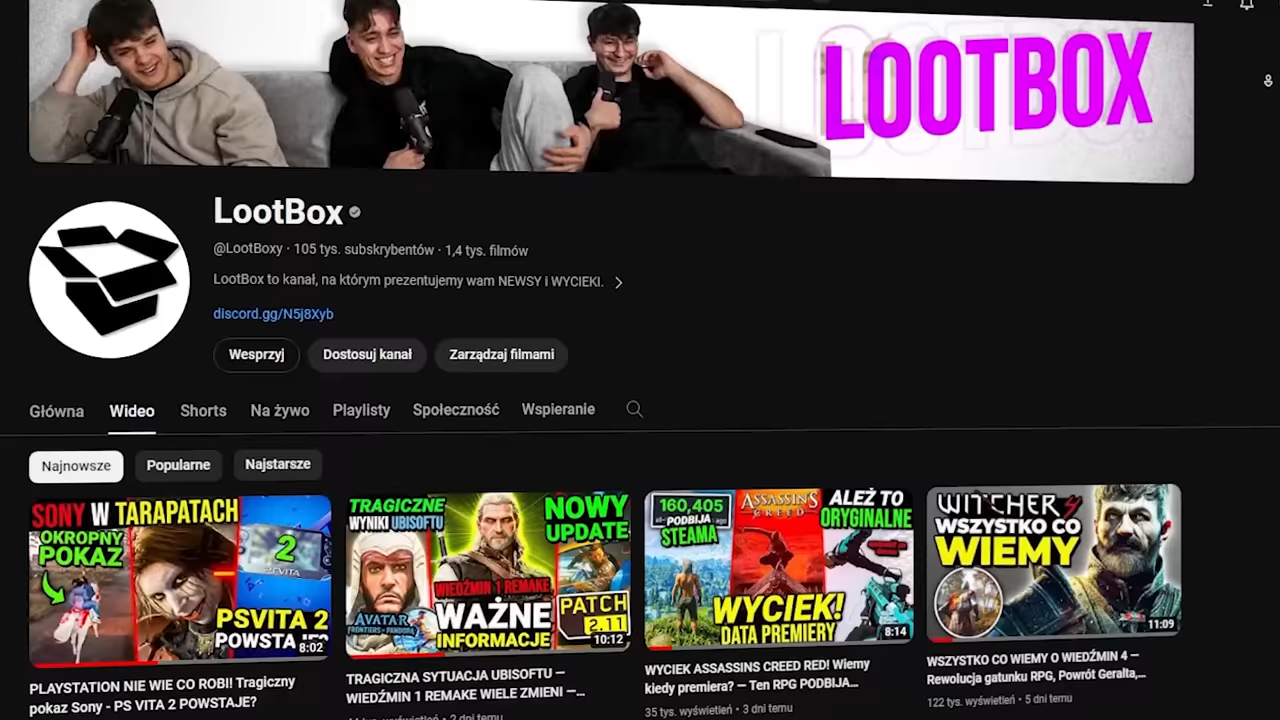 LOOTBOX
LootBox
@LootBoxy · 105 tys. subskrybentów · 1,4 tys. filmów
LootBox to kanał, na którym prezentujemy wam NEWSY i WYCIEKI.
discord.gg/N5j8Xyb
Wesprzyj Dostosuj kanał Zarządzaj filmami
Główna Wideo Shorts Na żywo Playlisty Społeczność Wspieranie
Najnowsze Popularne Najstarsze
SONY W TARAPATACH
OKROPNY
POKAZ
2
PSVITA 2
POWSTA
8:02
TRAGICZNE
WYNIKI UBISOFTU
NOWY
UPDATE
WIEDŹMIN 1 REMAKE
WAŻNE
INFORMACJE
AVATAR
FRONTIERS OF PANDORA
PATCH
2.11
10:12
160,405
PODBIJA
STEAMA
ASSASSIN'S
CREED
ALEŻ TO
ORYGINALNE
WYCIEK!
DATA PREMIERY
8:14
WITCHER
WSZYSTKO CO
WIEMY
11:09
PLAYSTATION NIE WIE CO ROBI! Tragiczny
pokaz Sony - PS VITA 2 POWSTAJE?
TRAGICZNA SYTUACJA UBISOFTU –
WIEDŹMIN 1 REMAKE WIELE ZMIENI –...
WYCIEK ASSASSINS CREED RED! Wiemy
kiedy premiera? – Ten RPG PODBIJA...
35 tys. wyświetleń · 3 dni temu
WSZYSTKO CO WIEMY O WIEDŹMIN 4 –
Rewolucja gatunku RPG, Powrót Geralta,...
122 tys. wyświetleń · 5 dni temu